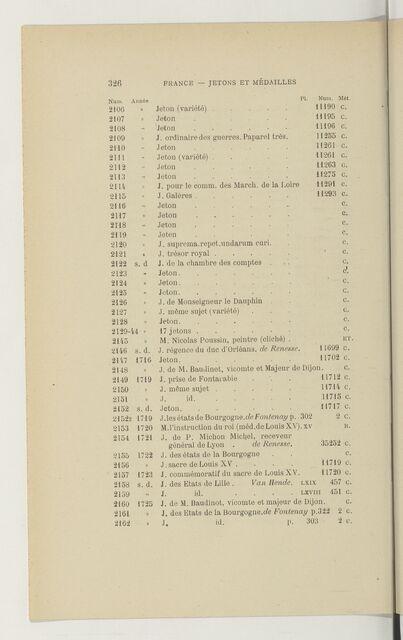 326 FRANCE — JETONS ET MÉDAILLES
Num. Année Pl. Num. Mét.
2106 » Jeton (variété) . . . . . 11190 c.
2107 » Jeton . . . . . 11195 c.
2108 » Jeton . . . . . 11196 c.
2109 » J. ordinaire des guerres. Paparel trés. 11255 c.
2110 » Jeton . . . . . 11261 c.
2111 » Jeton (variété) . . . . . 11261 c.
2112 » Jeton . . . . . 11263 c.
2113 » Jeton . . . . . 11275 c.
2114 » J. pour le comm. des March. de la Loire 11291 c.
2115 » J. Galères . . . . . 11293 c.
2116 » Jeton . . . . . c.
2117 » Jeton . . . . . c.
2118 » Jeton . . . . . c.
2119 » Jeton . . . . . c.
2120 » J. suprema.repet.undarum curi. c.
2121 » J. trésor royal . . . . . c.
2122 s. d J. de la chambre des comptes . . c.
2123 » Jeton. . . . . . c.
2124 » Jeton . . . . . c.
2125 » Jeton. . . . . . c.
2126 » J. de Monseigneur le Dauphin c.
2127 » J. même sujet (variété) . . . c.
2128 » Jeton. . . . . . c.
2129-44 - 17 jetons . . . . . c.
2145 » M. Nicolas Poussin, peintre (cliché) . ET.
2146 s. d. J. régence du duc d'Orléans. de Renesse. 11699 c.
2147 1716 Jeton. . . . . . 11702 c.
2148 » J. de M. Baudinot, vicomte et Majeur de Dijon. c.
2149 1719 J. prise de Fontarabie . . . 11712 c.
2150 » J. même sujet . . . . . 11714 c.
2151 » J. id. . . . . . 11715 c.
2152 s. d. Jeton. . . . . . 11717 c.
2152² 1719 J. les états de Bourgogne. de Fontenay p. 302 2 c.
2153 1720 M. l'instruction du roi (méd. de Louis XV). XV B.
2154 1721 J. de P. Michon Michel, receveur
général de Lyon . de Renesse. 35252 c.
2155 1722 J. des états de la Bourgogne c.
2156 » J. sacre de Louis XV . . . . 11719 c.
2157 1723 J. commémoratif du sacre de Louis XV. 11720 c.
2158 s. d. J. des Etats de Lille . Van Hende. LXIX 457 c.
2159 » J. id. . . . . LXVIII 451 c.
2160 1725 J. de M. Baudinot, vicomte et majeur de Dijon. c.
2161 » J. des Etats de la Bourgogne. de Fontenay p. 322 2 c.
2162 » J. id. p. 303 2 c.